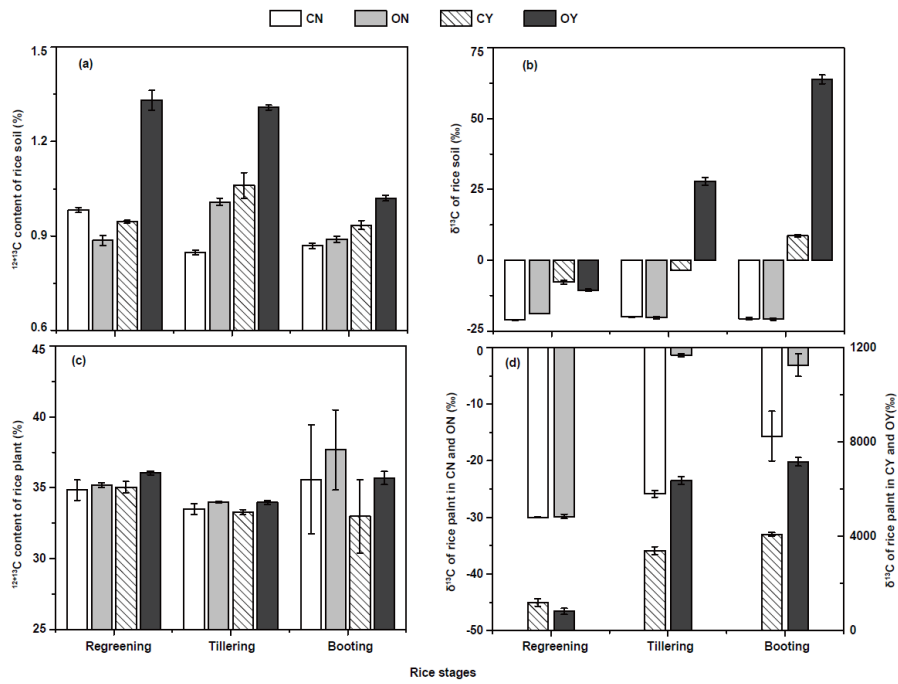 CN ON CY OY
(a)
1.5
1.2
0.9
0.6
12+13C content of rice soil (%)
(b)
75
50
25
0
-25
δ13C of rice soil (‰)
(c)
45
40
35
30
25
12+13C content of rice plant (%)
Regreening Tillering Booting
(d)
0
-10
-20
-30
-40
-50
δ13C of rice palnt in CN and ON (‰)
1200
8000
4000
0
δ13C of rice paint in CY and OY(‰)
Regreening Tillering Booting
Rice stages